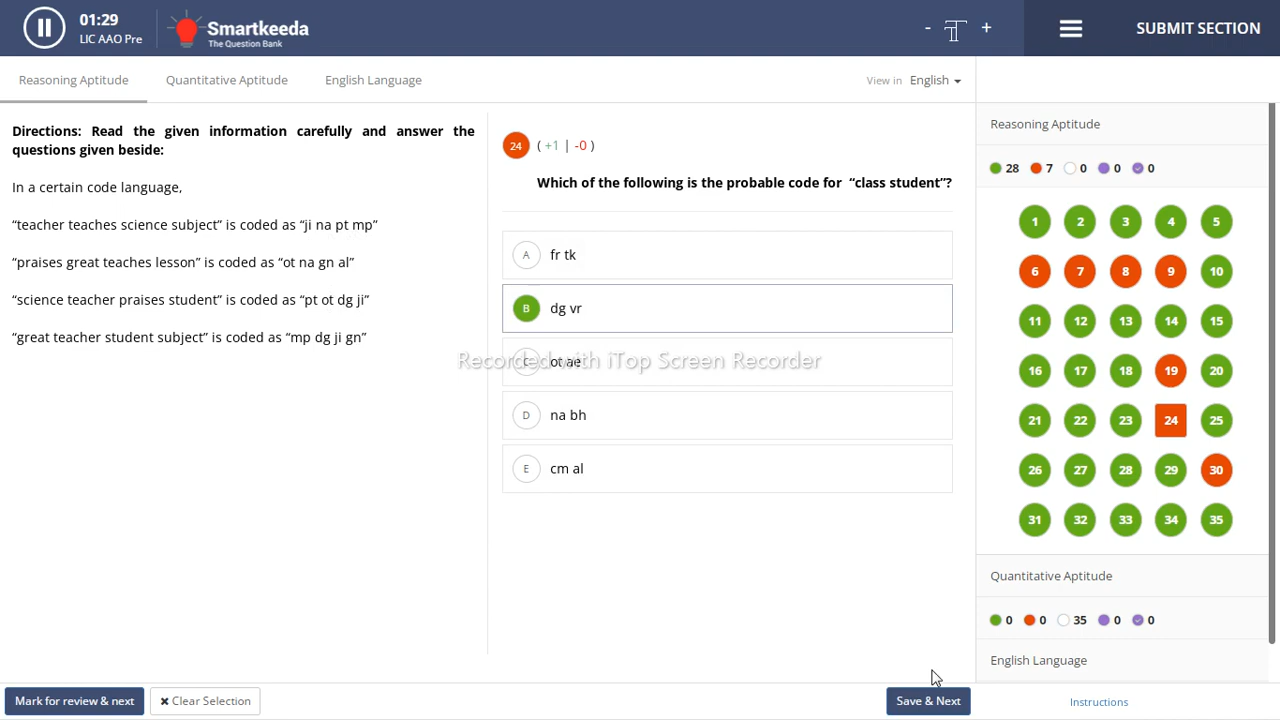 01:29
LIC AAO Pre
Smartkeeda
The Question Bank
- T +
SUBMIT SECTION
Reasoning Aptitude
Quantitative Aptitude
English Language
View in English
Directions: Read the given information carefully and answer the
questions given beside:
In a certain code language,
“teacher teaches science subject” is coded as “ji na pt mp”
“praises great teaches lesson” is coded as “ot na gn al”
“science teacher praises student” is coded as “pt ot dg ji”
“great teacher student subject” is coded as “mp dg ji gn”
24 ( +1 | -0 )
Which of the following is the probable code for “class student”?
A fr tk
B dg vr
C ot ae
D na bh
E cm al
Recorded with iTop Screen Recorder
Reasoning Aptitude
28 7 0 0 0
1 2 3 4 5
6 7 8 9 10
11 12 13 14 15
16 17 18 19 20
21 22 23 24 25
26 27 28 29 30
31 32 33 34 35
Quantitative Aptitude
0 0 35 0 0
English Language
Mark for review & next
✖ Clear Selection
Save & Next
Instructions